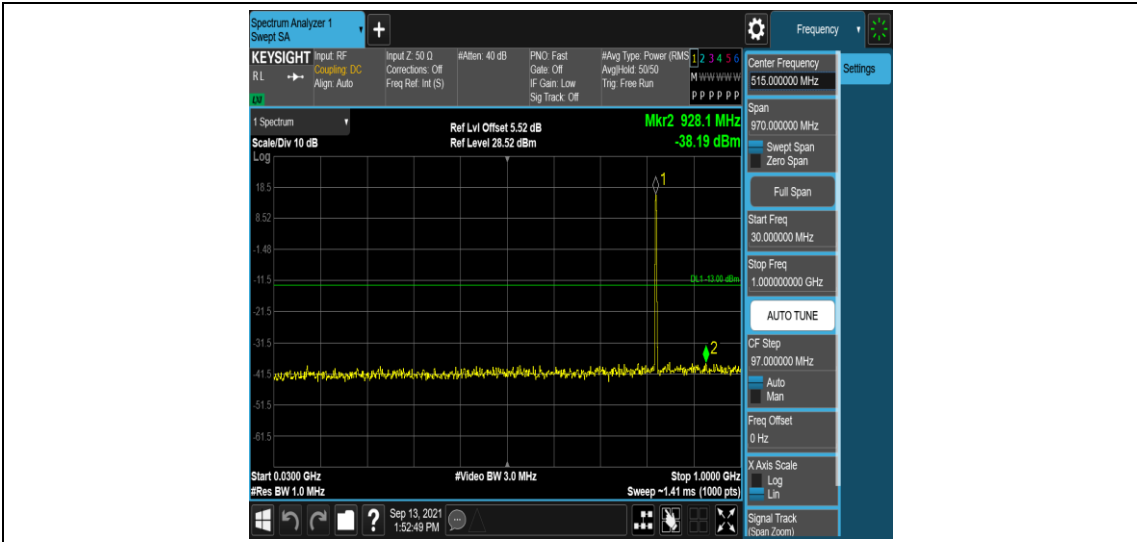 Spectrum Analyzer 1
Swept SA
+
Frequency
KEYSIGHT
RL
LXI
Input: RF
Coupling: DC
Align: Auto
Input Z: 50 Ω
Corrections: Off
Freq Ref: Int (S)
#Atten: 40 dB
PNO: Fast
Gate: Off
IF Gain: Low
Sig Track: Off
#Avg Type: Power (RMS
Avg|Hold: 50/50
Trig: Free Run
1 2 3 4 5 6
M W W W W W
P P P P P P
1 Spectrum
Scale/Div 10 dB
Ref Lvl Offset 5.52 dB
Ref Level 28.52 dBm
Mkr2 928.1 MHz
-38.19 dBm
Log
18.5
8.52
-1.48
-11.5
-21.5
-31.5
-41.5
-51.5
-61.5
1
DL1 -13.00 dBm
2
Start 0.0300 GHz
#Res BW 1.0 MHz
#Video BW 3.0 MHz
Stop 1.0000 GHz
Sweep ~1.41 ms (1000 pts)
?
Sep 13, 2021
1:52:49 PM
Center Frequency
515.000000 MHz
Settings
Span
970.000000 MHz
Swept Span
Zero Span
Full Span
Start Freq
30.000000 MHz
Stop Freq
1.000000000 GHz
AUTO TUNE
CF Step
97.000000 MHz
Auto
Man
Freq Offset
0 Hz
X Axis Scale
Log
Lin
Signal Track
(Span Zoom)